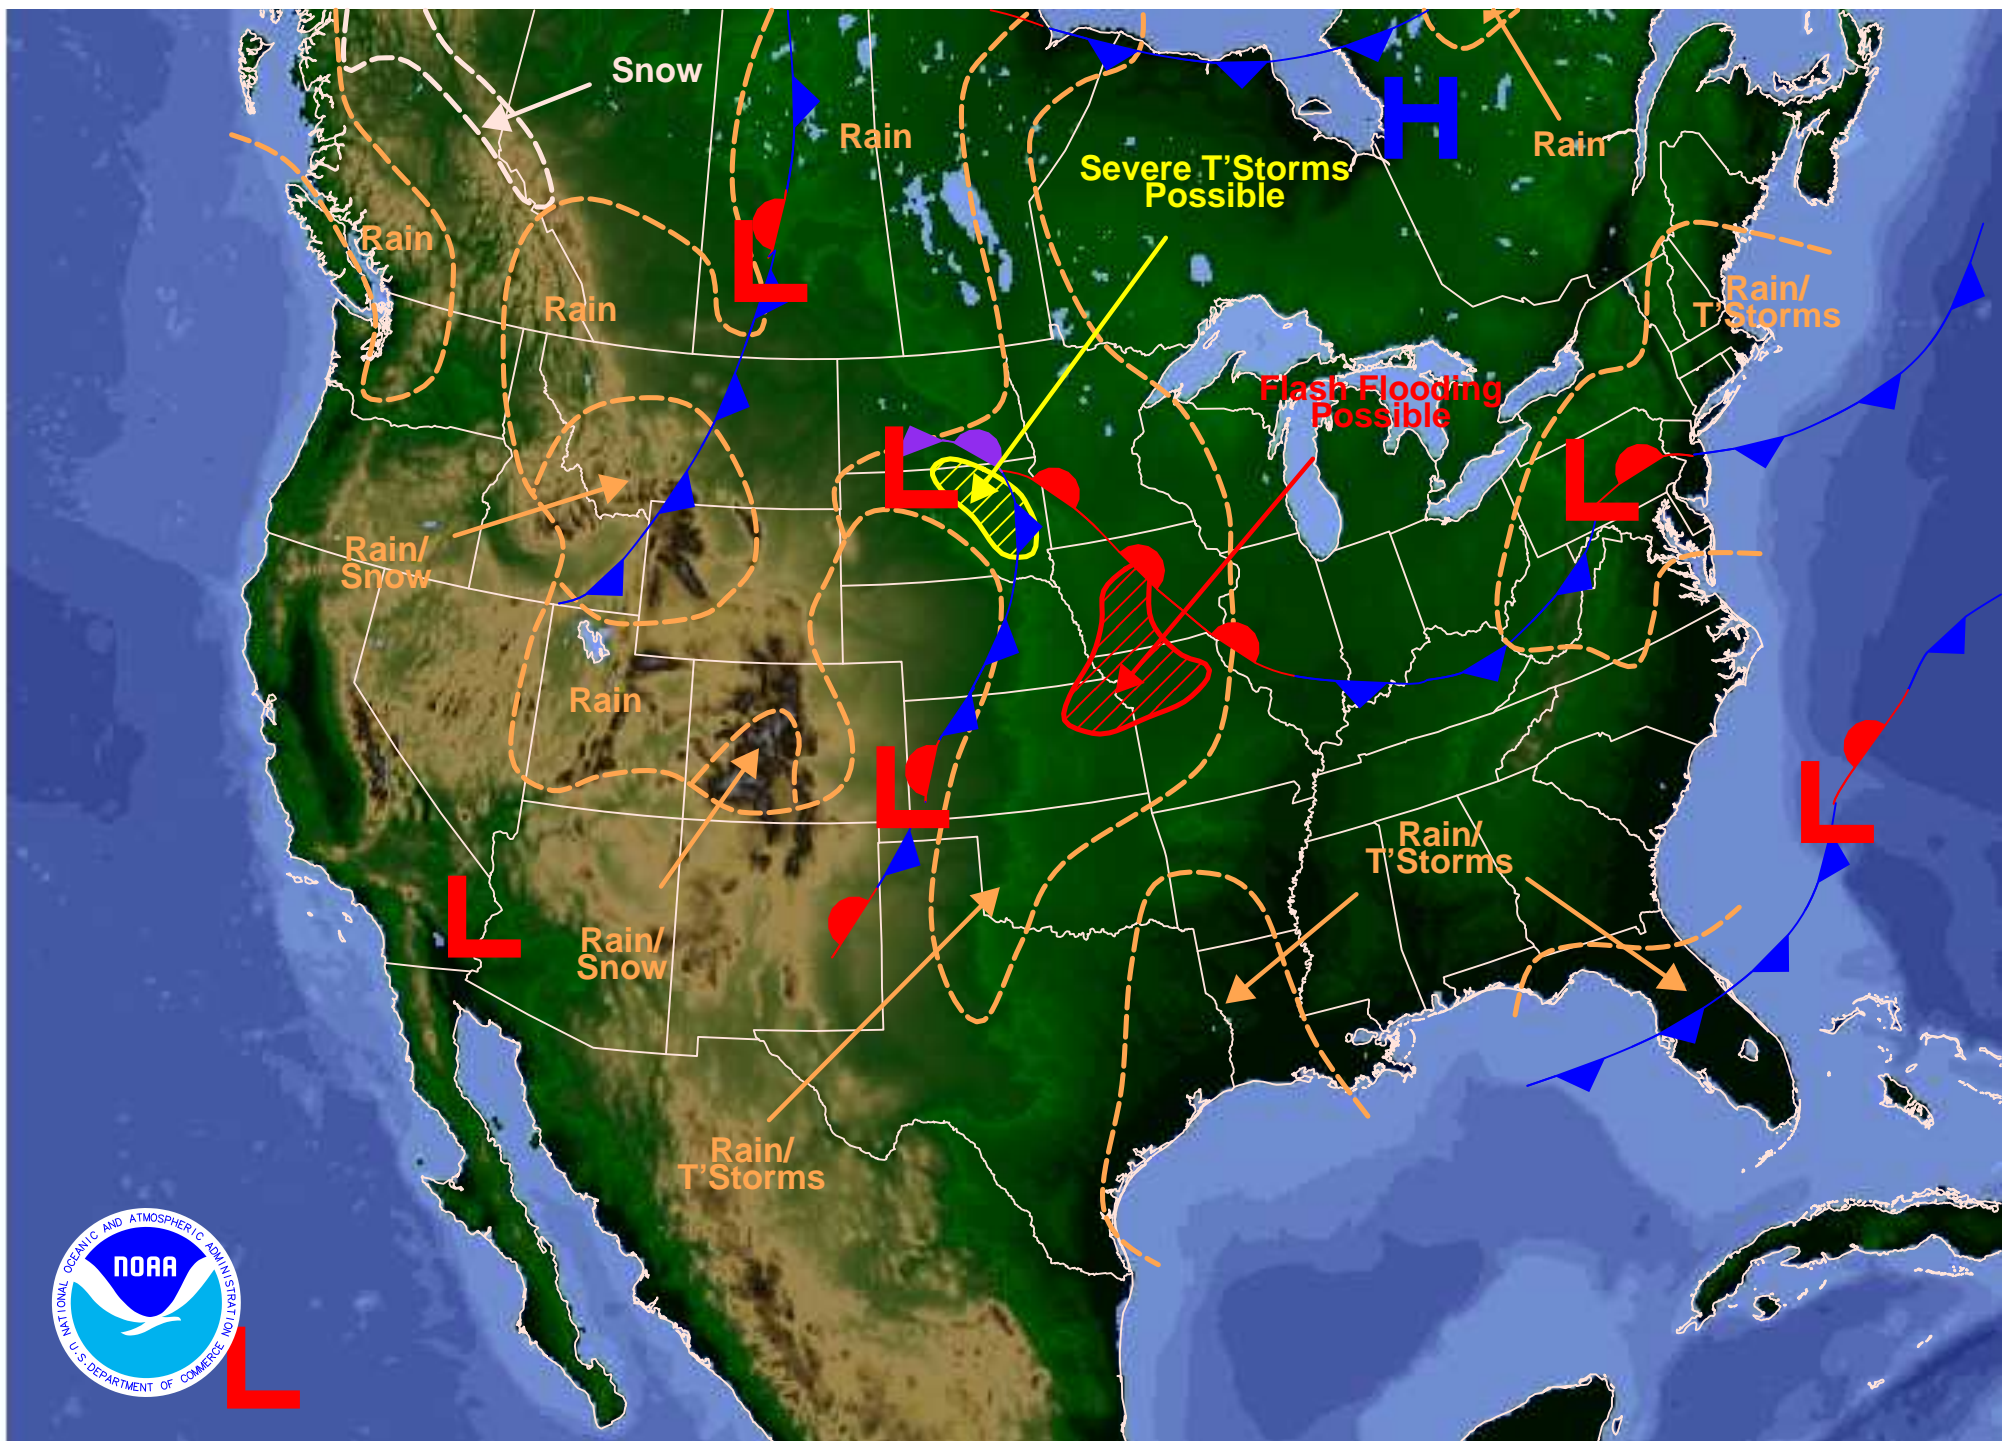 Snow
Rain
H
Rain
Severe T'Storms
Possible
Rain
L
Rain
Rain/
T'Storms
Flash Flooding
Possible
L
L
Rain/
Snow
Rain
L
L
Rain/
T'Storms
L
Rain/
Snow
Rain/
T'Storms
NATIONAL OCEANIC AND ATMOSPHERIC ADMINISTRATION
NOAA
U.S. DEPARTMENT OF COMMERCE
L